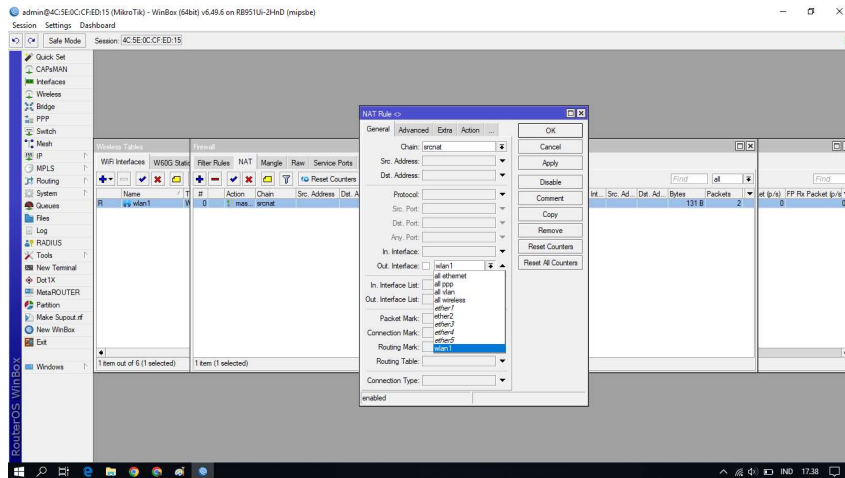 admin@4C:5E:0C:CF:ED:15 (MikroTik) - WinBox (64bit) v6.49.6 on RB951Ui-2HnD (mipsbe)
Session Settings Dashboard
Safe Mode Session: 4C:5E:0C:CF:ED:15
Quick Set
CAPsMAN
Interfaces
Wireless
Bridge
PPP
Switch
Mesh
IP
MPLS
Routing
System
Queues
Files
Log
RADIUS
Tools
New Terminal
Dot1X
MetaROUTER
Partition
Make Supout.rif
New WinBox
Exit
Windows
RouterOS WinBox
Wireless Tables
WiFi Interfaces W60G Static
Name
R wlan1
1 item out of 6 (1 selected)
Firewall
Filter Rules NAT Mangle Raw Service Ports
Reset Counters
# Action Chain Src. Address Dst. A
0 mas... srcnat
1 item (1 selected)
NAT Rule <>
General Advanced Extra Action ...
Chain: srcnat
Src. Address:
Dst. Address:
Protocol:
Src. Port:
Dst. Port:
Any. Port:
In. Interface:
Out. Interface: wlan1
all ethernet
all ppp
all vlan
all wireless
ether1
ether2
ether3
ether4
ether5
wlan1
In. Interface List:
Out. Interface List:
Packet Mark:
Connection Mark:
Routing Mark:
Routing Table:
Connection Type:
enabled
OK
Cancel
Apply
Disable
Comment
Copy
Remove
Reset Counters
Reset All Counters
Find all
Int... Src. Ad... Dst. Ad... Bytes Packets
131 B 2
Find
et (p/s) FP Rx Packet (p/s)
0 0
IND 17.38